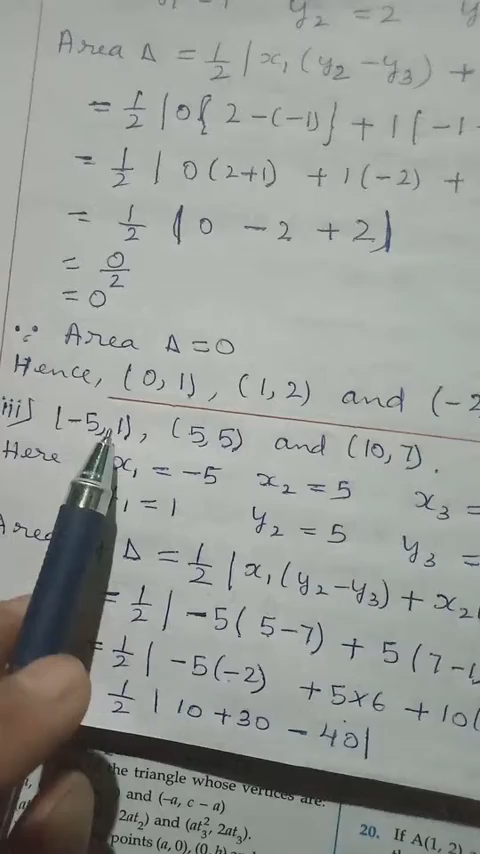 y₂ = 2
Area Δ = 1/2 | x₁ (y₂ - y₃) +
= 1/2 | 0{ 2 - (-1)} + 1 { -1
= 1/2 | 0(2+1) + 1(-2) +
= 1/2 | 0 - 2 + 2 |
= 0/2
= 0
∵ Area Δ = 0
Hence, (0, 1), (1, 2) and (-2
iii) (-5, 1), (5, 5) and (10, 7).
Here x₁ = -5 x₂ = 5 x₃ =
y₁ = 1 y₂ = 5 y₃ =
Area Δ = 1/2 | x₁ (y₂ - y₃) + x₂
= 1/2 | -5( 5-7) + 5 (7-1
= 1/2 | -5(-2) + 5×6 + 10(
1/2 | 10 + 30 - 40 |
the triangle whose vertices are:
and (-a, c - a)
2at₂) and (at₃², 2at₃).
points (a, 0), (0, b)
20. If A(1, 2)